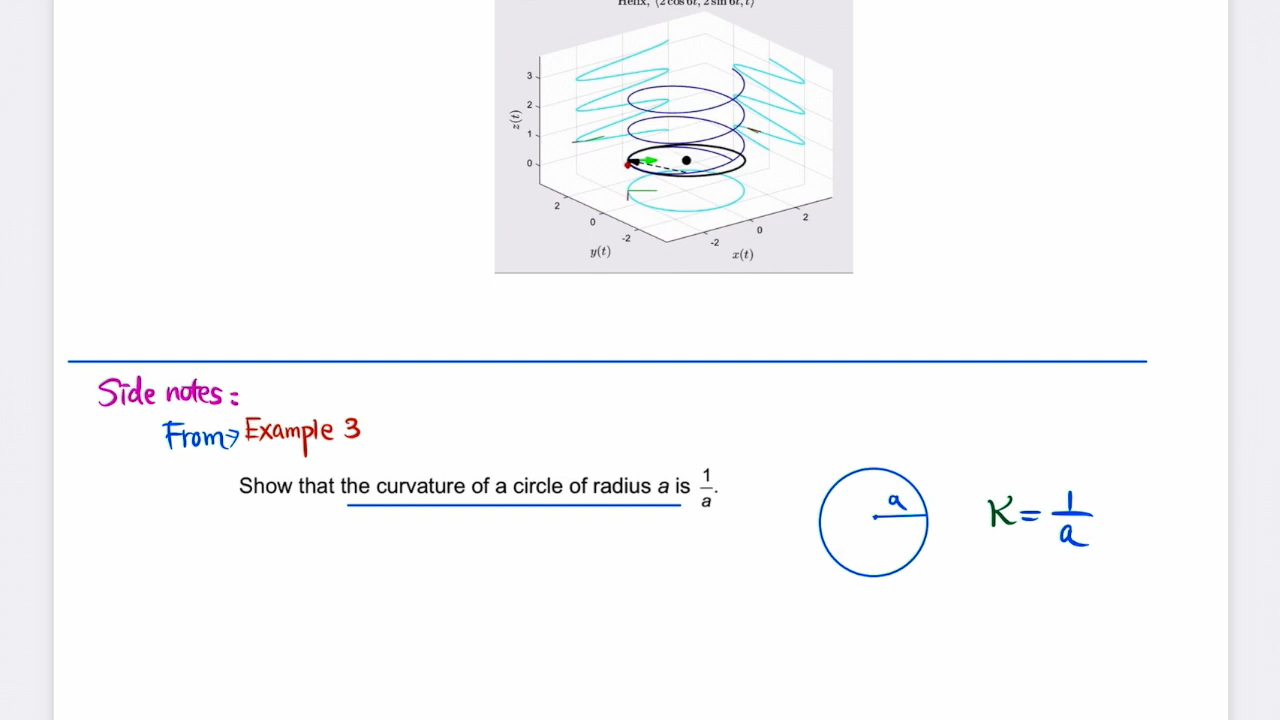 Helix, ⟨2 cos 6t, 2 sin 6t, t⟩
3
2
1
0
z(t)
2
0
-2
y(t)
-2
0
2
x(t)
Side notes:
From→ Example 3
Show that the curvature of a circle of radius a is 1/a.
a
K = 1/a